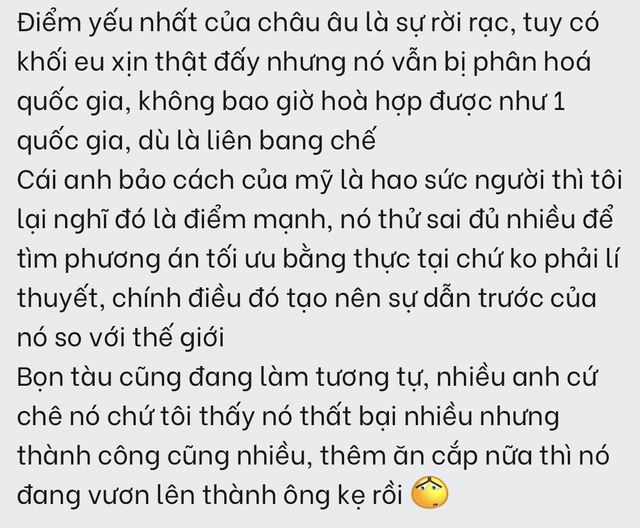 Điểm yếu nhất của châu âu là sự rời rạc, tuy có
khối eu xịn thật đấy nhưng nó vẫn bị phân hoá
quốc gia, không bao giờ hoà hợp được như 1
quốc gia, dù là liên bang chế
Cái anh bảo cách của mỹ là hao sức người thì tôi
lại nghĩ đó là điểm mạnh, nó thử sai đủ nhiều để
tìm phương án tối ưu bằng thực tại chứ ko phải lí
thuyết, chính điều đó tạo nên sự dẫn trước của
nó so với thế giới
Bọn tàu cũng đang làm tương tự, nhiều anh cứ
chê nó chứ tôi thấy nó thất bại nhiều nhưng
thành công cũng nhiều, thêm ăn cắp nữa thì nó
đang vươn lên thành ông kẹ rồi 😟